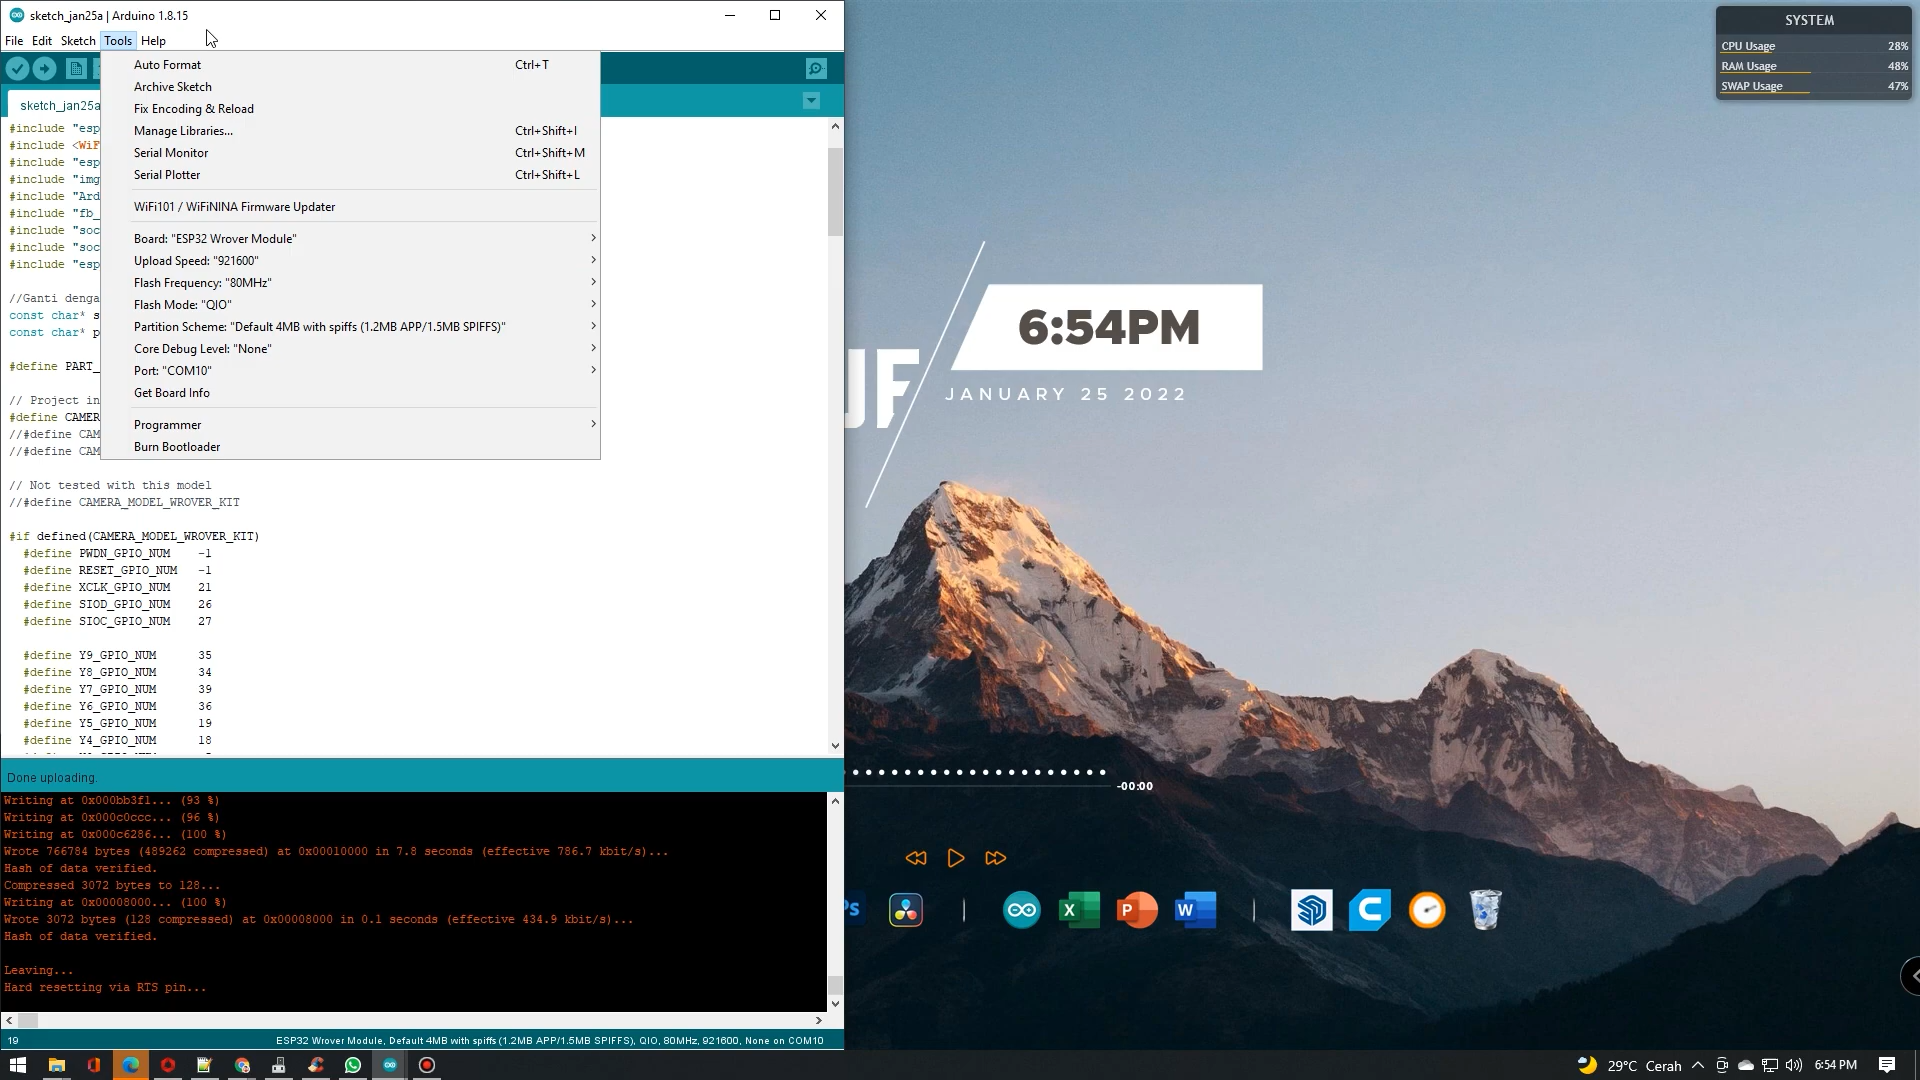 sketch_jan25a | Arduino 1.8.15
File Edit Sketch Tools Help
sketch_jan25a
Auto Format Ctrl+T
Archive Sketch
Fix Encoding & Reload
Manage Libraries... Ctrl+Shift+I
Serial Monitor Ctrl+Shift+M
Serial Plotter Ctrl+Shift+L
WiFi101 / WiFiNINA Firmware Updater
Board: "ESP32 Wrover Module"
Upload Speed: "921600"
Flash Frequency: "80MHz"
Flash Mode: "QIO"
Partition Scheme: "Default 4MB with spiffs (1.2MB APP/1.5MB SPIFFS)"
Core Debug Level: "None"
Port: "COM10"
Get Board Info
Programmer
Burn Bootloader
#include "esp
#include <WiF
#include "esp
#include "img
#include "Ard
#include "fb_
#include "soc
#include "soc
#include "esp
//Ganti denga
const char* s
const char* p
#define PART_
// Project in
#define CAMER
//#define CAM
//#define CAM
// Not tested with this model
//#define CAMERA_MODEL_WROVER_KIT
#if defined(CAMERA_MODEL_WROVER_KIT)
#define PWDN_GPIO_NUM -1
#define RESET_GPIO_NUM -1
#define XCLK_GPIO_NUM 21
#define SIOD_GPIO_NUM 26
#define SIOC_GPIO_NUM 27
#define Y9_GPIO_NUM 35
#define Y8_GPIO_NUM 34
#define Y7_GPIO_NUM 39
#define Y6_GPIO_NUM 36
#define Y5_GPIO_NUM 19
#define Y4_GPIO_NUM 18
Done uploading.
Writing at 0x000bb3f1... (93 %)
Writing at 0x000c0ccc... (96 %)
Writing at 0x000c6286... (100 %)
Wrote 766784 bytes (489262 compressed) at 0x00010000 in 7.8 seconds (effective 786.7 kbit/s)...
Hash of data verified.
Compressed 3072 bytes to 128...
Writing at 0x00008000... (100 %)
Wrote 3072 bytes (128 compressed) at 0x00008000 in 0.1 seconds (effective 434.9 kbit/s)...
Hash of data verified.
Leaving...
Hard resetting via RTS pin...
19 ESP32 Wrover Module, Default 4MB with spiffs (1.2MB APP/1.5MB SPIFFS), QIO, 80MHz, 921600, None on COM10
SYSTEM
CPU Usage 28%
RAM Usage 48%
SWAP Usage 47%
6:54PM
UF
JANUARY 25 2022
-00:00
Ps
X
P
W
29°C Cerah 6:54 PM